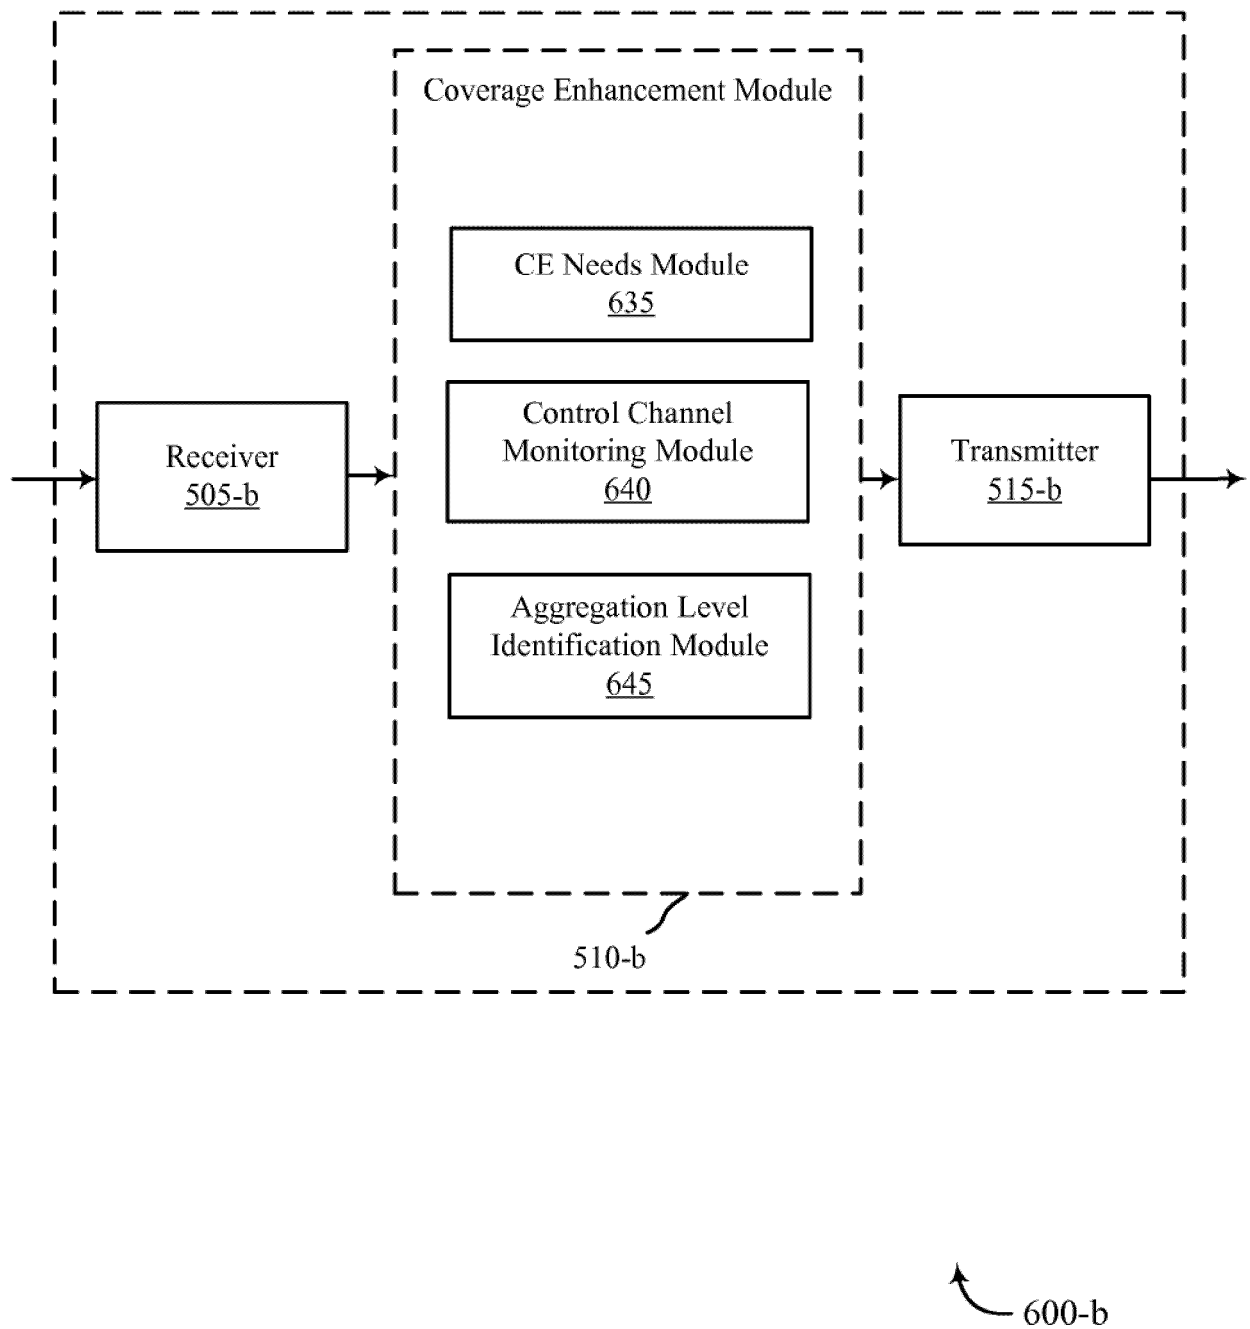 Coverage Enhancement Module
CE Needs Module
635
Control Channel
Monitoring Module
640
Receiver
505-b
Transmitter
515-b
Aggregation Level
Identification Module
645
510-b
600-b